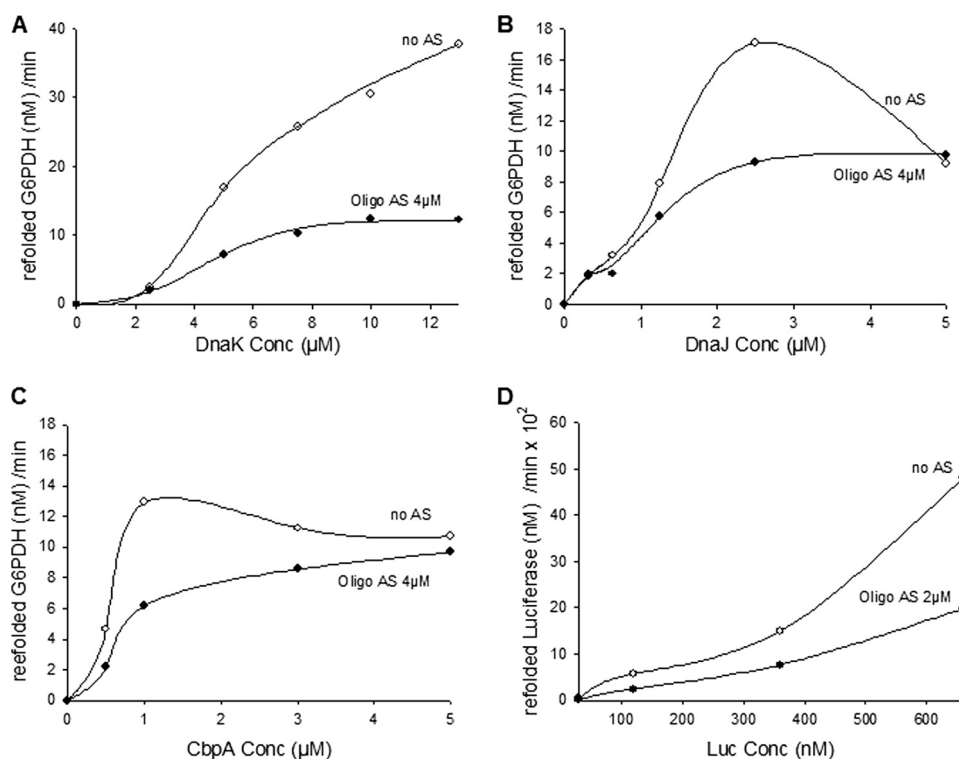 A
refolded G6PDH (nM) /min
40
30
20
10
0
no AS
Oligo AS 4µM
0 2 4 6 8 10 12
DnaK Conc (µM)
B
refolded G6PDH (nM) /min
18
16
14
12
10
8
6
4
2
0
no AS
Oligo AS 4µM
0 1 2 3 4 5
DnaJ Conc (µM)
C
reefolded G6PDH (nM) /min
18
16
14
12
10
8
6
4
2
0
no AS
Oligo AS 4µM
0 1 2 3 4 5
CbpA Conc (µM)
D
refolded Luciferase (nM) /min x 10²
60
50
40
30
20
10
0
no AS
Oligo AS 2µM
100 200 300 400 500 600
Luc Conc (nM)